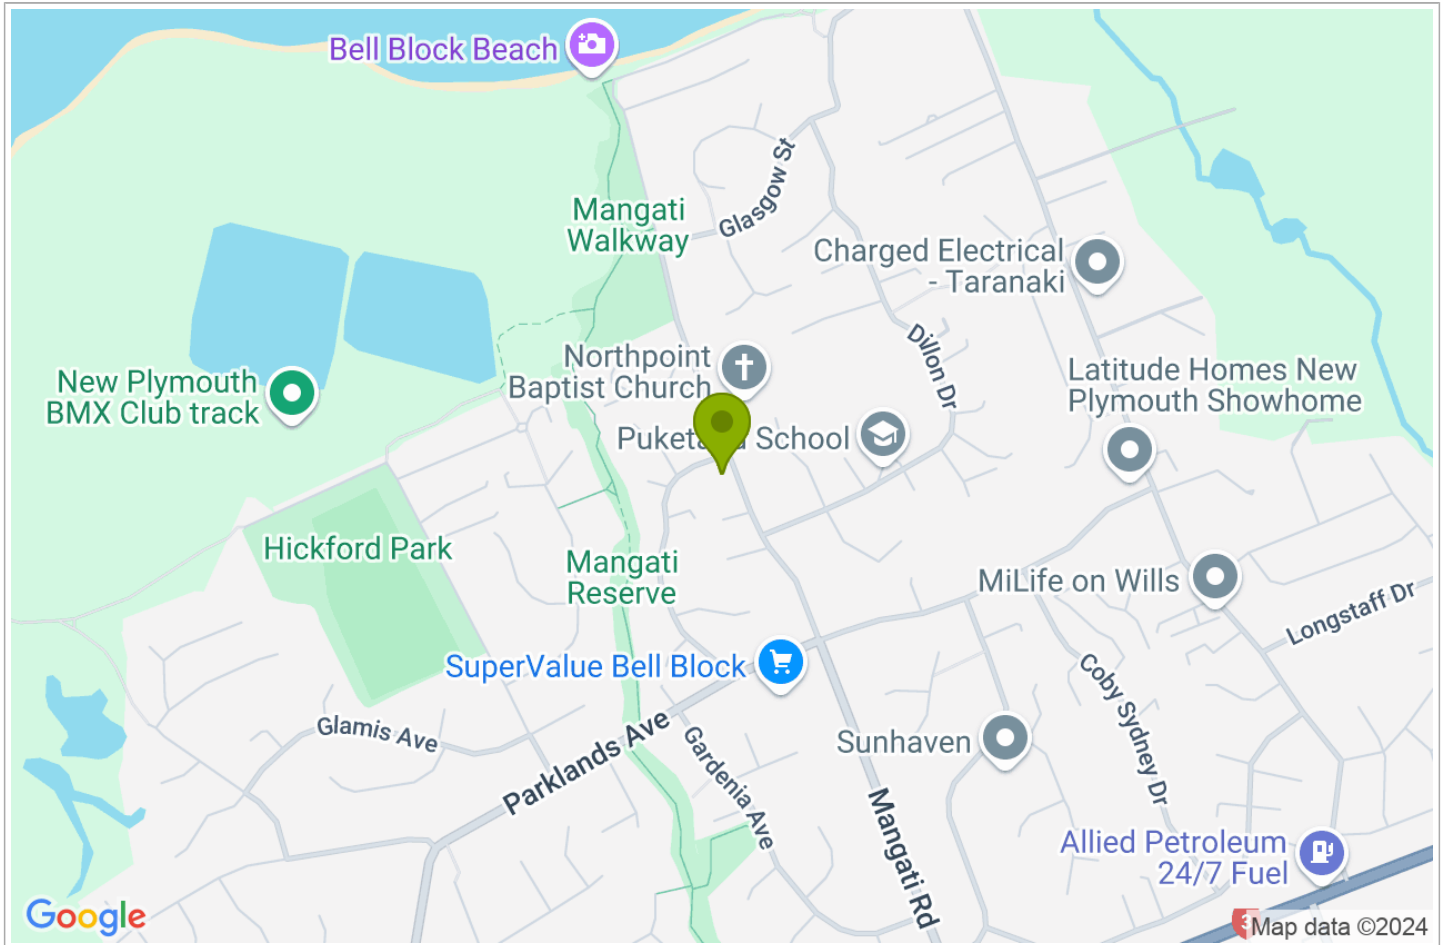 Bell Block Beach
Glasgow St
Mangati
Walkway
Charged Electrical
- Taranaki
Dillon Dr
Northpoint
Baptist Church
Latitude Homes New
Plymouth Showhome
New Plymouth
BMX Club track
School
Hickford Park
Mangati
Reserve
MiLife on Wills
Longstaff Dr
SuperValue Bell Block
Coby Sydney Dr
Glamis Ave
Parklands Ave
Gardenia Ave
Sunhaven
Mangati Rd
Allied Petroleum
24/7 Fuel
Google
Map data ©2024